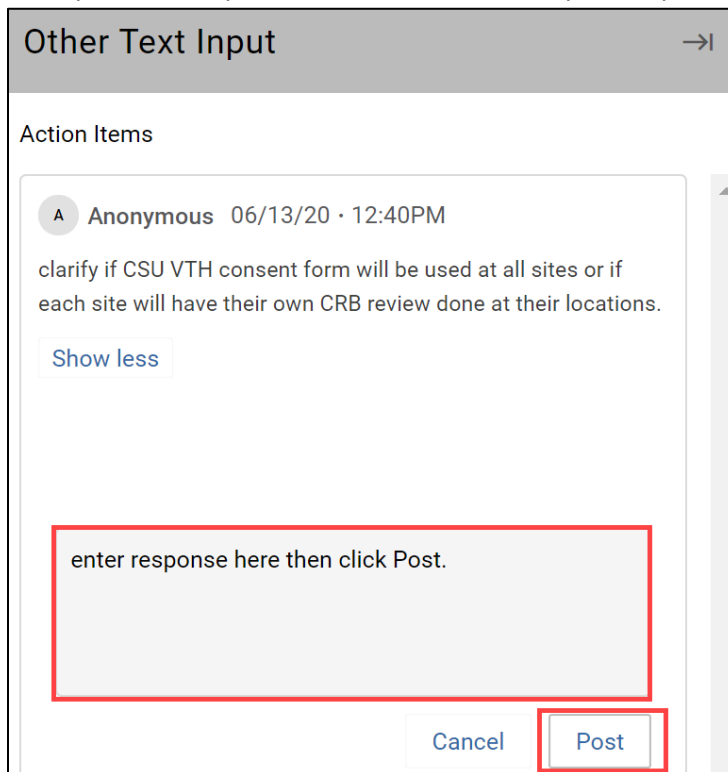 Other Text Input
Action Items
A Anonymous 06/13/20 · 12:40PM
clarify if CSU VTH consent form will be used at all sites or if
each site will have their own CRB review done at their locations.
Show less
enter response here then click Post.
Cancel Post